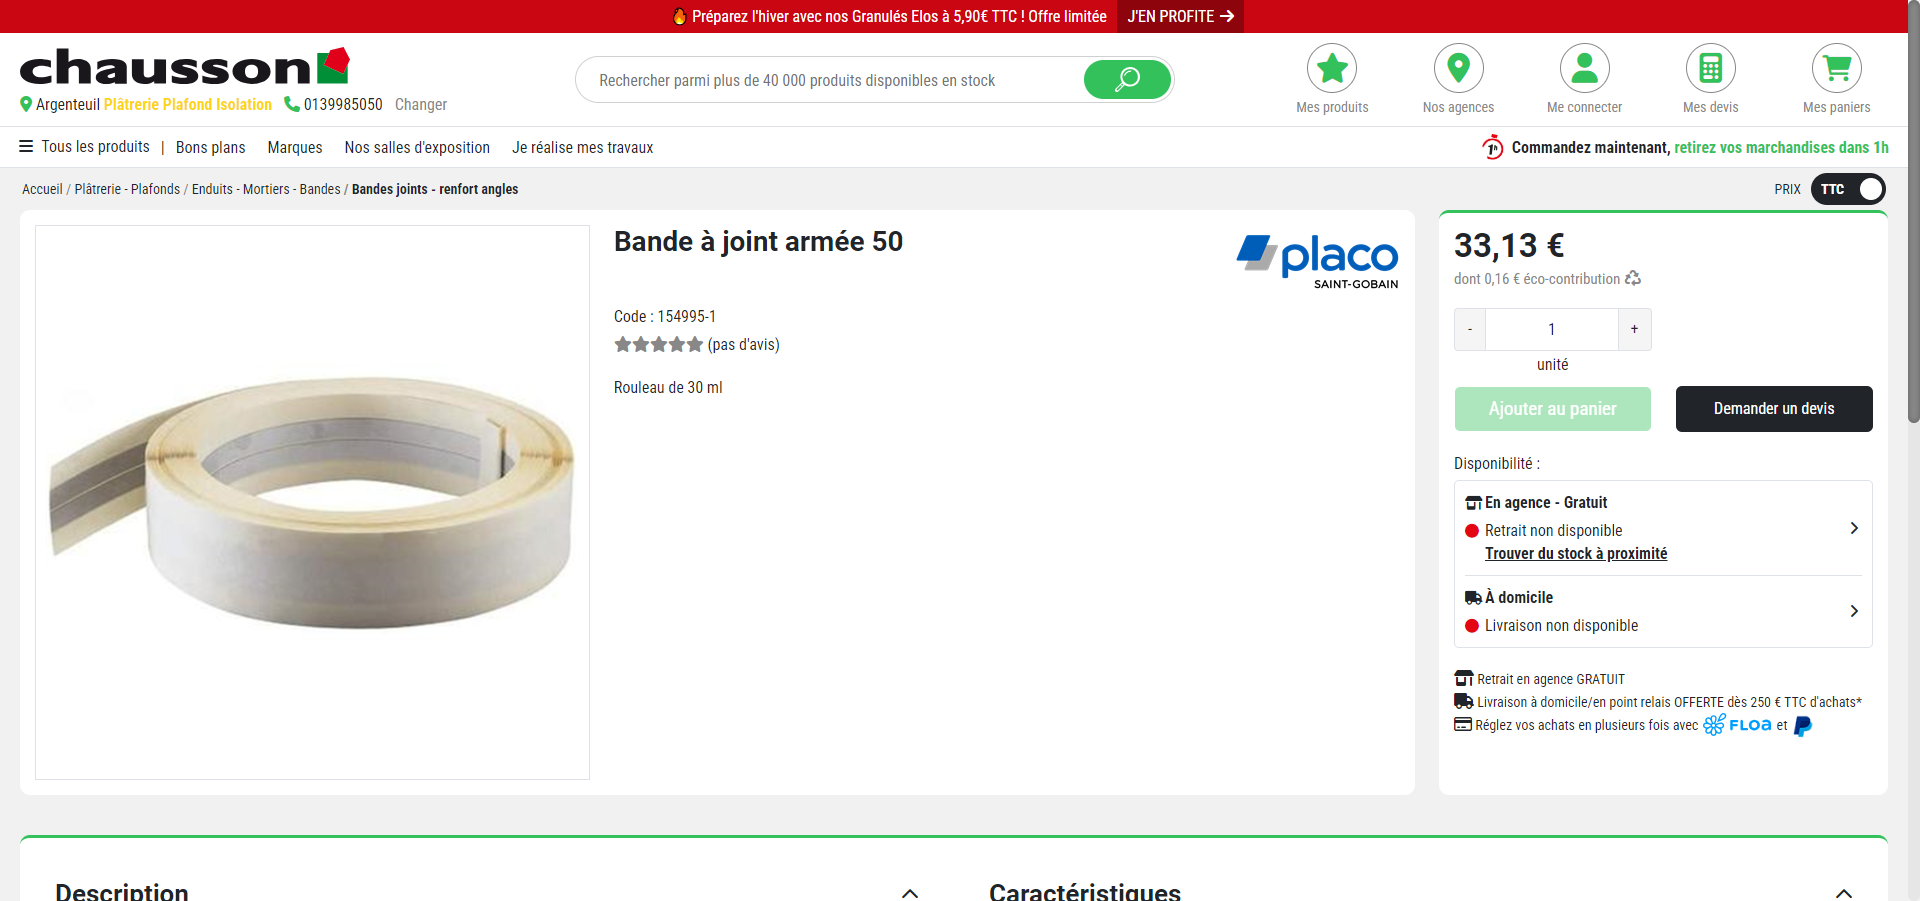 🔥 Préparez l'hiver avec nos Granulés Elos à 5,90€ TTC ! Offre limitée J'EN PROFITE →
chausson
Argenteuil Plâtrerie Plafond Isolation 0139985050 Changer
Rechercher parmi plus de 40 000 produits disponibles en stock
Mes produits
Nos agences
Me connecter
Mes devis
Mes paniers
Tous les produits | Bons plans Marques Nos salles d'exposition Je réalise mes travaux
1h Commandez maintenant, retirez vos marchandises dans 1h
Accueil / Plâtrerie - Plafonds / Enduits - Mortiers - Bandes / Bandes joints - renfort angles
PRIX TTC
Bande à joint armée 50
placo
SAINT-GOBAIN
Code : 154995-1
(pas d'avis)
Rouleau de 30 ml
33,13 €
dont 0,16 € éco-contribution
- 1 +
unité
Ajouter au panier
Demander un devis
Disponibilité :
En agence - Gratuit
Retrait non disponible
Trouver du stock à proximité
À domicile
Livraison non disponible
Retrait en agence GRATUIT
Livraison à domicile/en point relais OFFERTE dès 250 € TTC d'achats*
Réglez vos achats en plusieurs fois avec FLOA et
Description
Caractéristiques